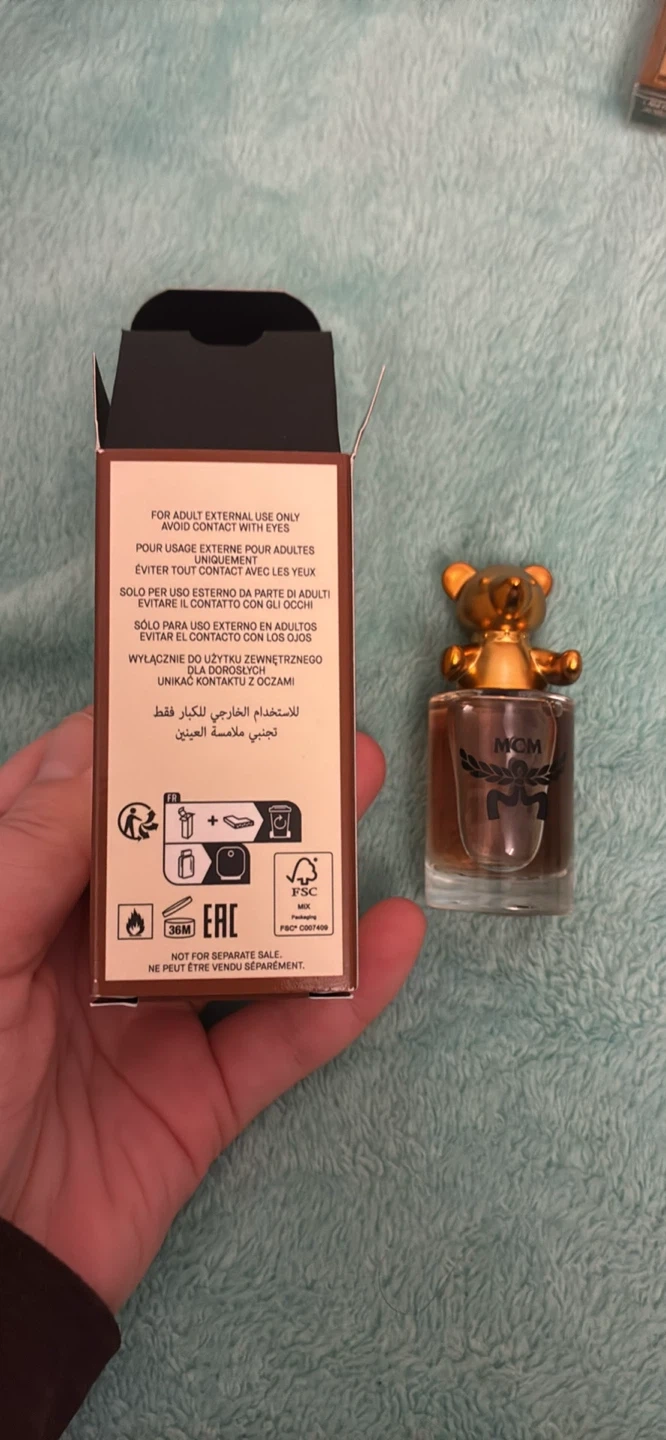 FOR ADULT EXTERNAL USE ONLY
AVOID CONTACT WITH EYES
POUR USAGE EXTERNE POUR ADULTES
UNIQUEMENT
ÉVITER TOUT CONTACT AVEC LES YEUX
SOLO PER USO ESTERNO DA PARTE DI ADULTI
EVITARE IL CONTATTO CON GLI OCCHI
SÓLO PARA USO EXTERNO EN ADULTOS
EVITAR EL CONTACTO CON LOS OJOS
WYŁĄCZNIE DO UŻYTKU ZEWNĘTRZNEGO
DLA DOROSŁYCH
UNIKAĆ KONTAKTU Z OCZAMI
للاستخدام الخارجي للكبار فقط
تجنبي ملامسة العينين
FR
+
FSC
MIX
Packaging
FSC® C007409
36M
EAC
NOT FOR SEPARATE SALE.
NE PEUT ÊTRE VENDU SÉPARÉMENT.
MCM